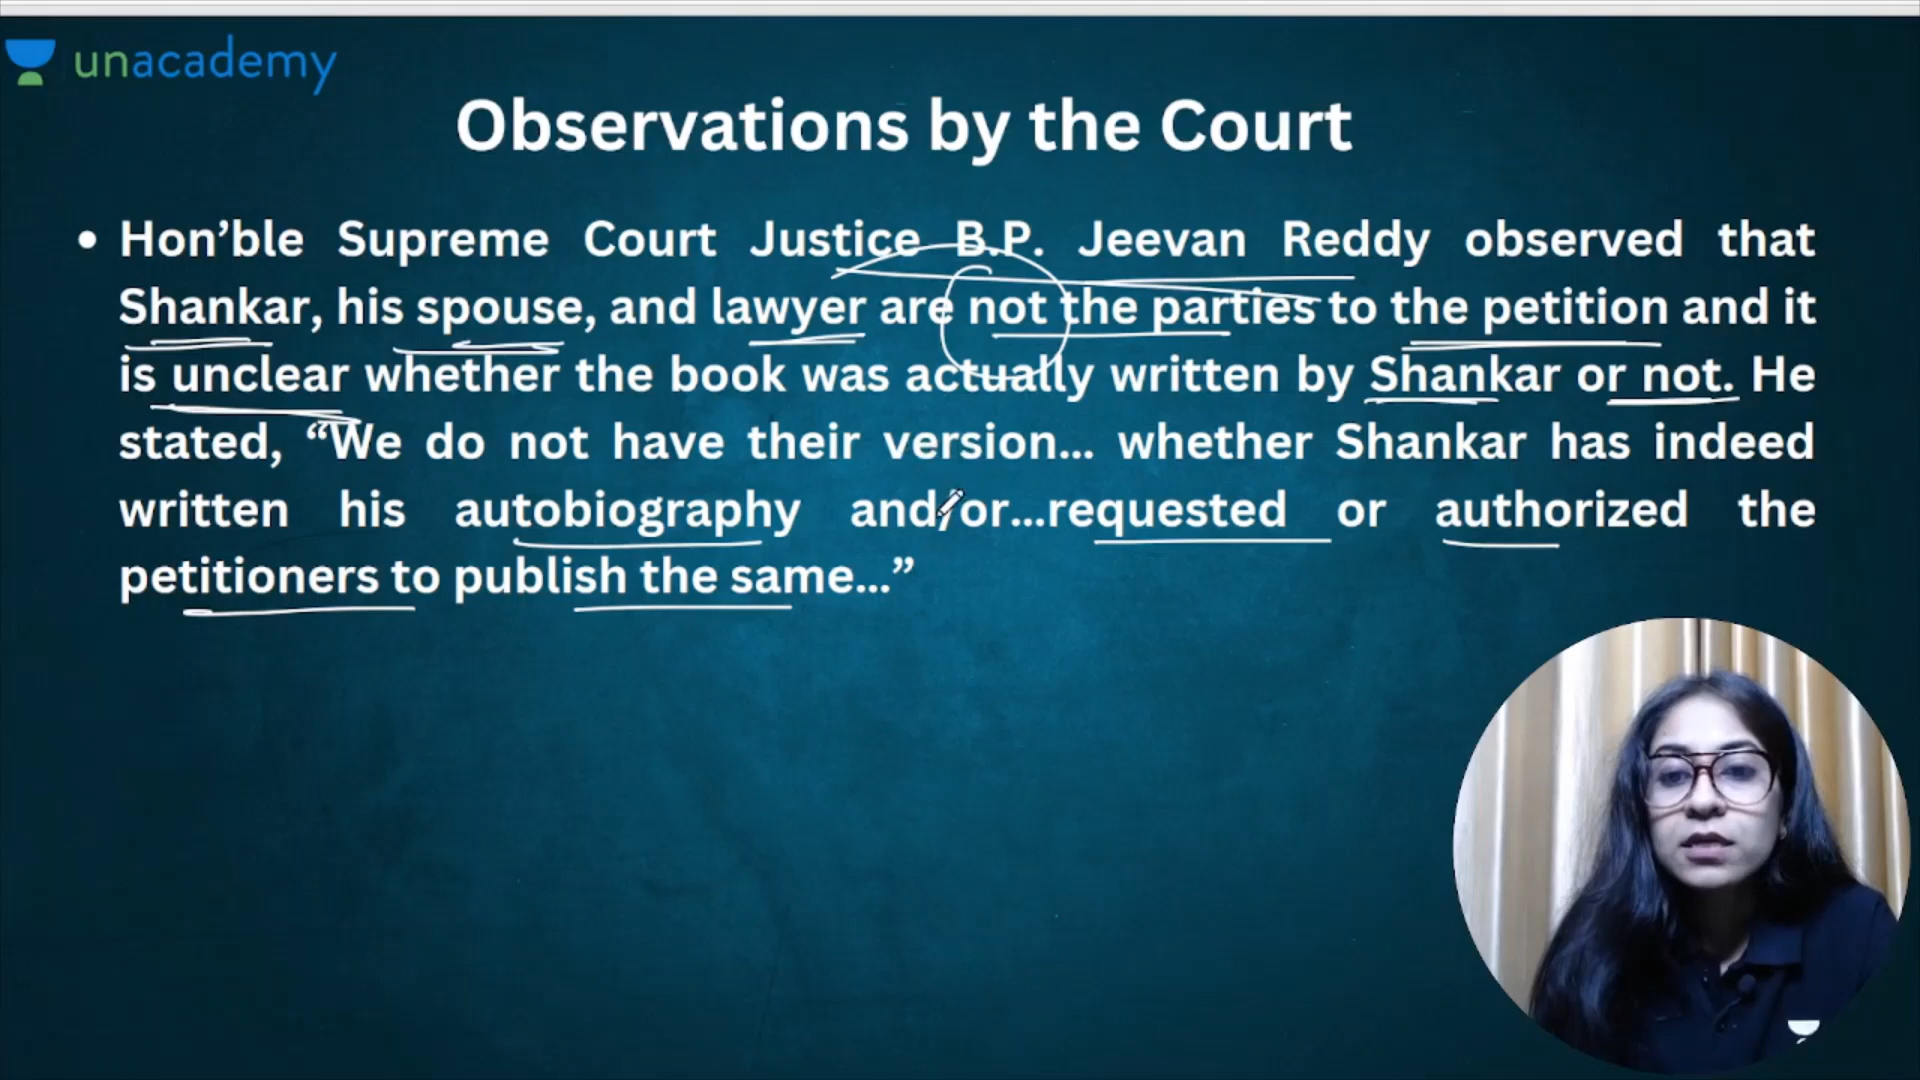 unacademy
Observations by the Court
• Hon’ble Supreme Court Justice B.P. Jeevan Reddy observed that
Shankar, his spouse, and lawyer are not the parties to the petition and it
is unclear whether the book was actually written by Shankar or not. He
stated, “We do not have their version... whether Shankar has indeed
written his autobiography and/or...requested or authorized the
petitioners to publish the same...”